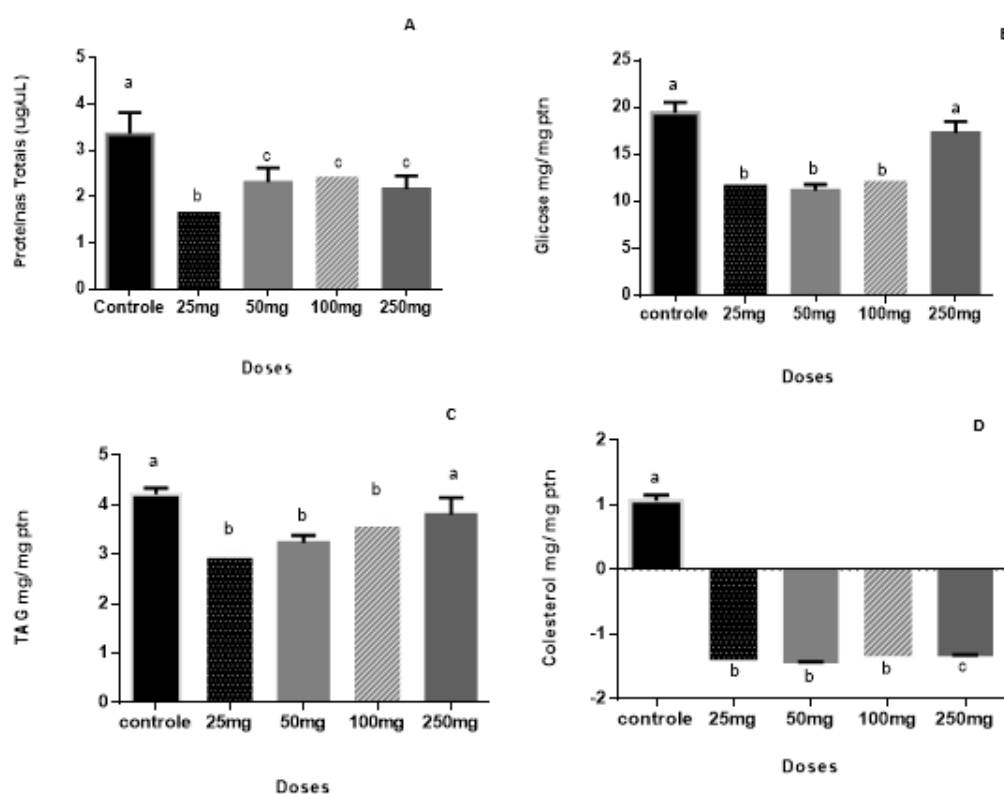 A
Proteínas Totais (ug/uL)
5
4
3
2
1
0
a
b
c
c
c
Controle 25mg 50mg 100mg 250mg
Doses
Glicose mg/mg ptn
25
20
15
10
5
0
a
b
b
b
a
controle 25mg 50mg 100mg 250mg
Doses
C
TAG mg/mg ptn
5
4
3
2
1
0
a
b
b
b
a
controle 25mg 50mg 100mg 250mg
Doses
D
Colesterol mg/mg ptn
2
1
0
-1
-2
a
b
b
b
c
controle 25mg 50mg 100mg 250mg
Doses